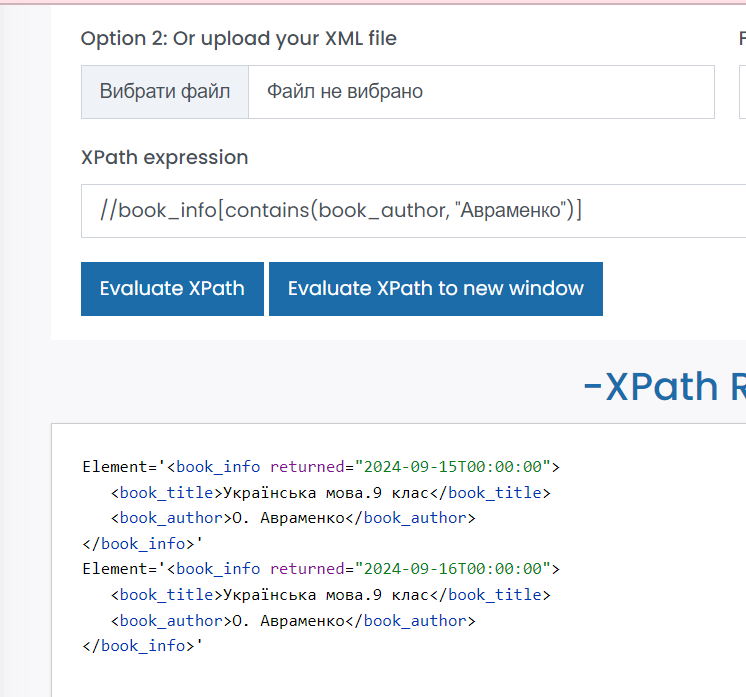 Option 2: Or upload your XML file
Вибрати файл Файл не вибрано
XPath expression
//book_info[contains(book_author, "Авраменко")]
Evaluate XPath Evaluate XPath to new window
-XPath
Element='<book_info returned="2024-09-15T00:00:00">
<book_title>Українська мова.9 клас</book_title>
<book_author>О. Авраменко</book_author>
</book_info>'
Element='<book_info returned="2024-09-16T00:00:00">
<book_title>Українська мова.9 клас</book_title>
<book_author>О. Авраменко</book_author>
</book_info>'